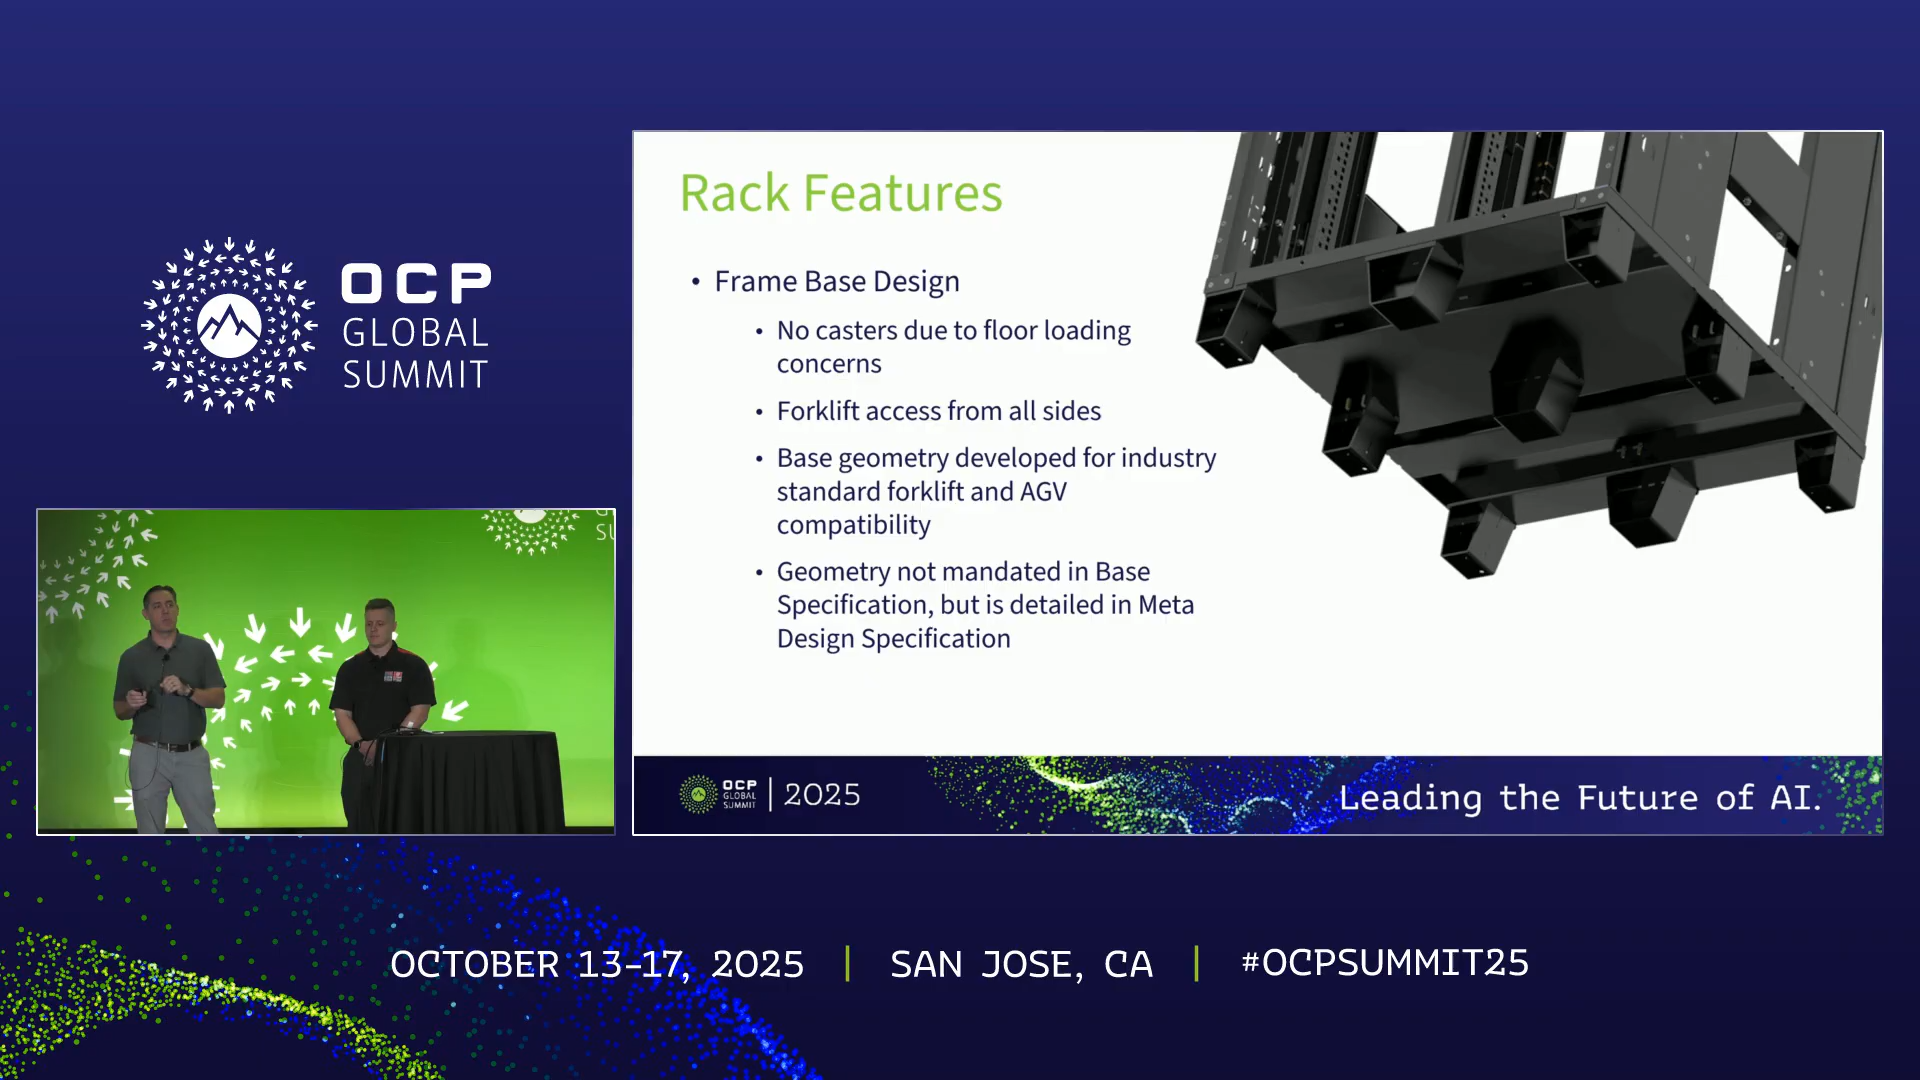 OCP
GLOBAL
SUMMIT
Rack Features
• Frame Base Design
• No casters due to floor loading
concerns
• Forklift access from all sides
• Base geometry developed for industry
standard forklift and AGV
compatibility
• Geometry not mandated in Base
Specification, but is detailed in Meta
Design Specification
OCP
GLOBAL
SUMMIT
2025
Leading the Future of AI.
OCTOBER 13-17, 2025 | SAN JOSE, CA | #OCPSUMMIT25